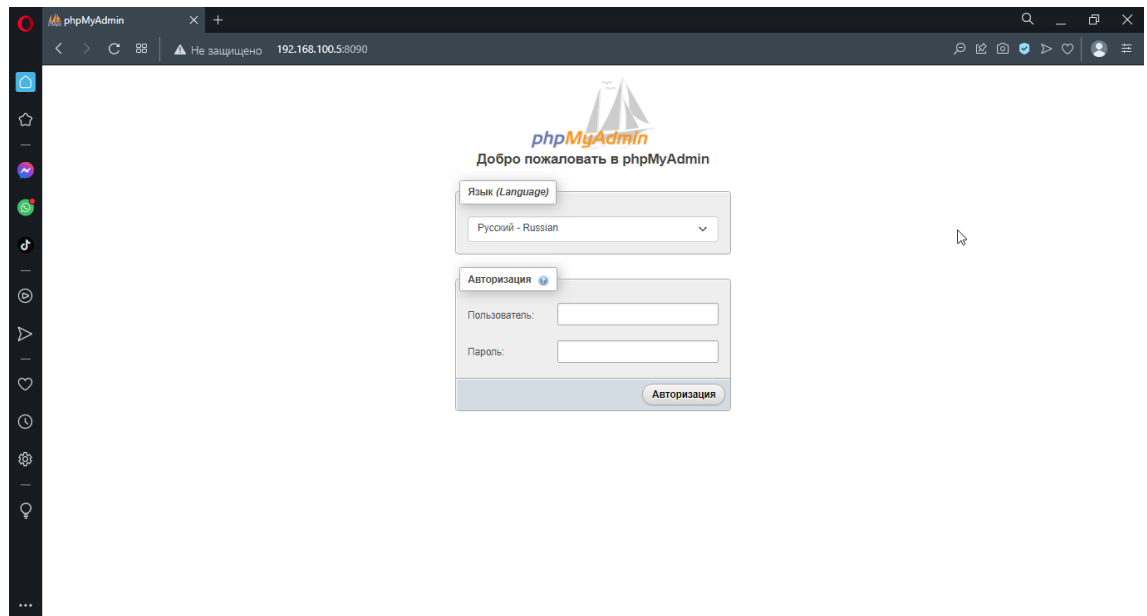 phpMyAdmin
Не защищено 192.168.100.5:8090
phpMyAdmin
Добро пожаловать в phpMyAdmin
Язык (Language)
Русский - Russian
Авторизация
Пользователь:
Пароль:
Авторизация